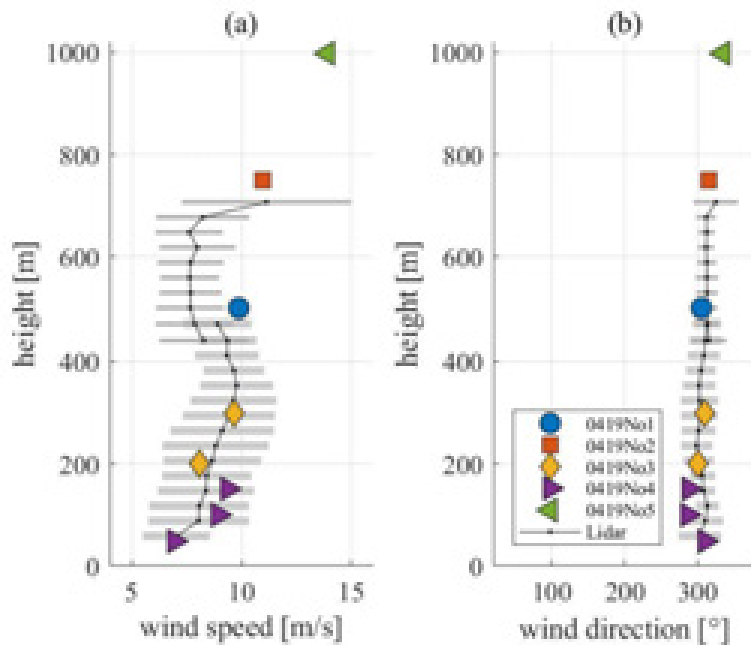 (a)
1000
800
600
400
200
0
height [m]
5
10
15
wind speed [m/s]
(b)
1000
800
600
400
200
0
height [m]
100
200
300
wind direction [°]
0419No1
0419No2
0419No3
0419No4
0419No5
Lidar